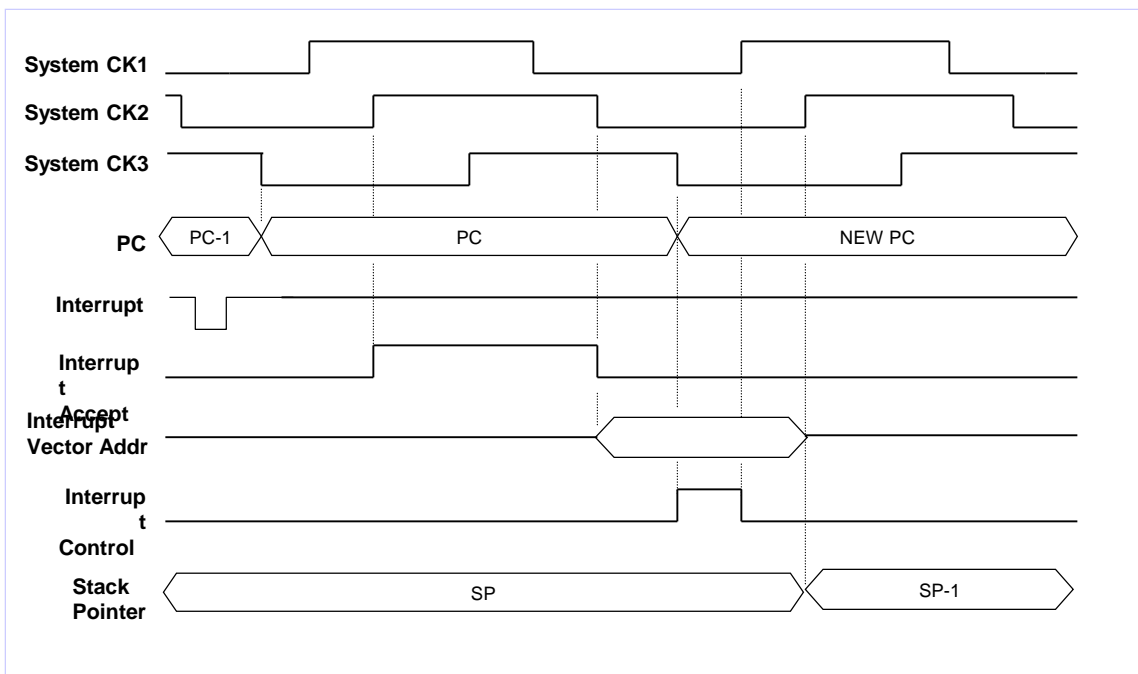 System CK1
System CK2
System CK3
PC
PC-1
PC
NEW PC
Interrupt
Interrup
t
Accept
Interrupt
Vector Addr
Interrup
t
Control
Stack
Pointer
SP
SP-1